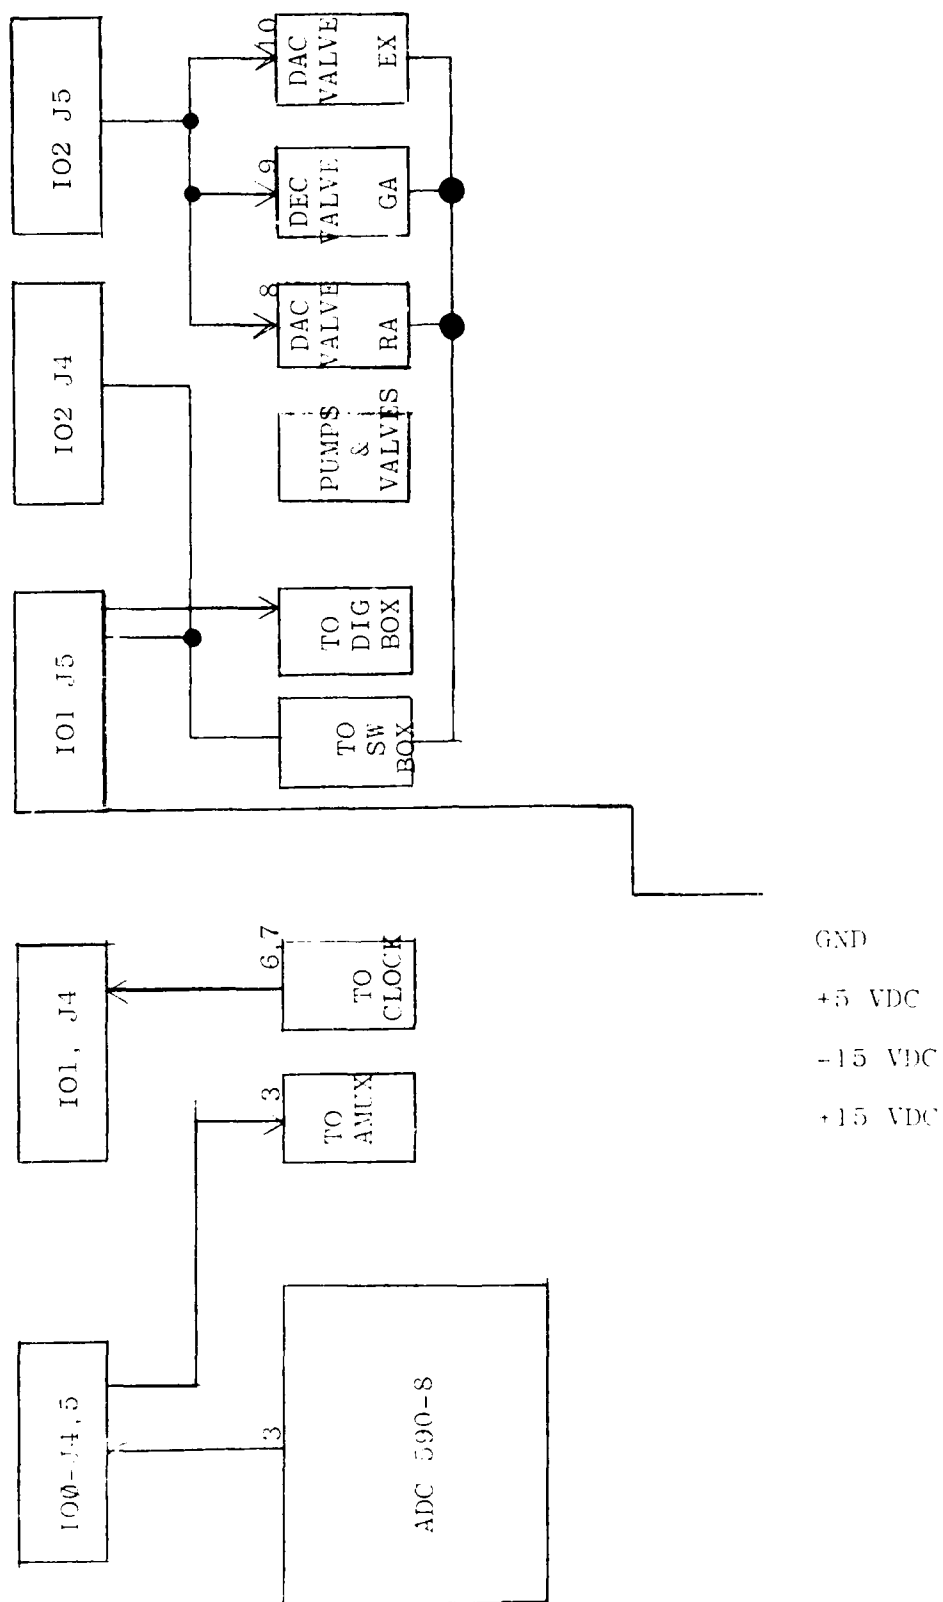 IO0-J4,5
IO1, J4
IO1 J5
IO2 J4
IO2 J5
3
3
6,7
8
9
10
ADC 590-8
TO
AMUX
TO
CLOCK
TO
SW
BOX
TO
DIG
BOX
PUMPS
&
VALVES
DAC
VALVE
RA
DEC
VALVE
GA
DAC
VALVE
EX
GND
+5 VDC
-15 VDC
+15 VDC